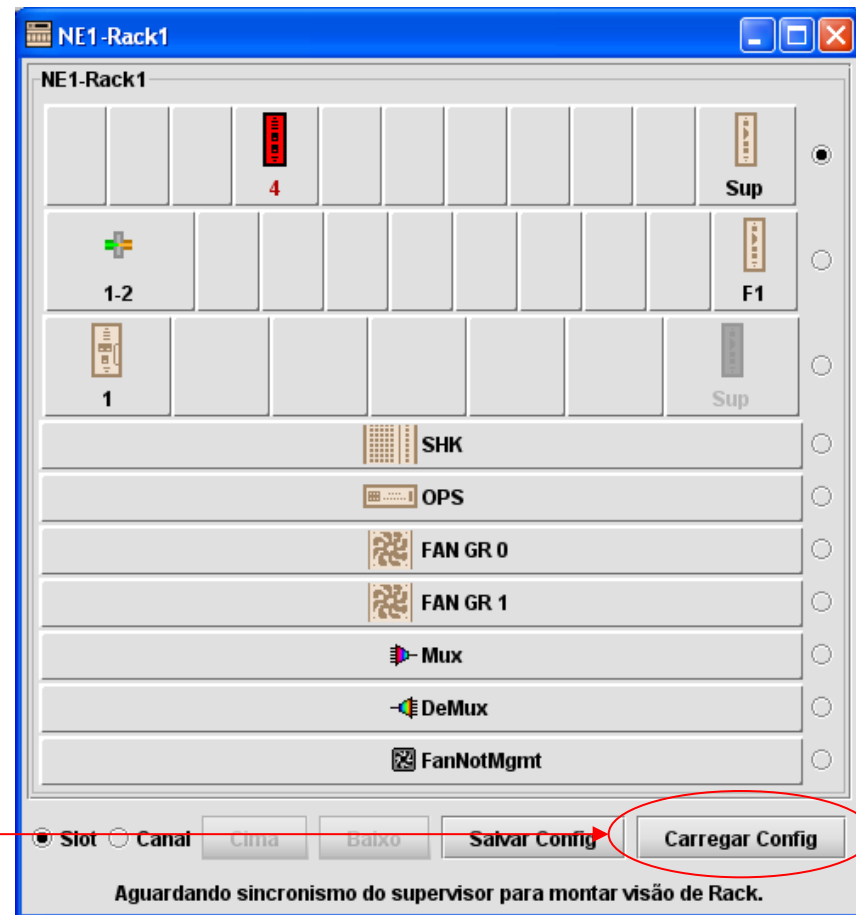 NE1-Rack1
NE1-Rack1
4 Sup
1-2 F1
1 Sup
SHK
OPS
FAN GR 0
FAN GR 1
Mux
DeMux
FanNotMgmt
Slot Canal Cima Baixo Salvar Config Carregar Config
Aguardando sincronismo do supervisor para montar visão de Rack.